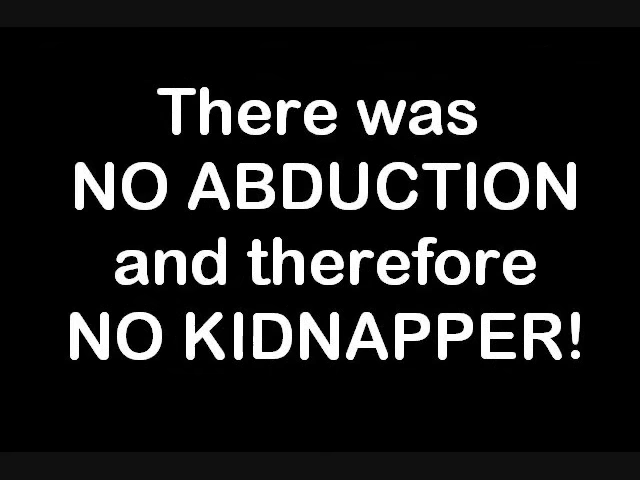 There was
NO ABDUCTION
and therefore
NO KIDNAPPER!